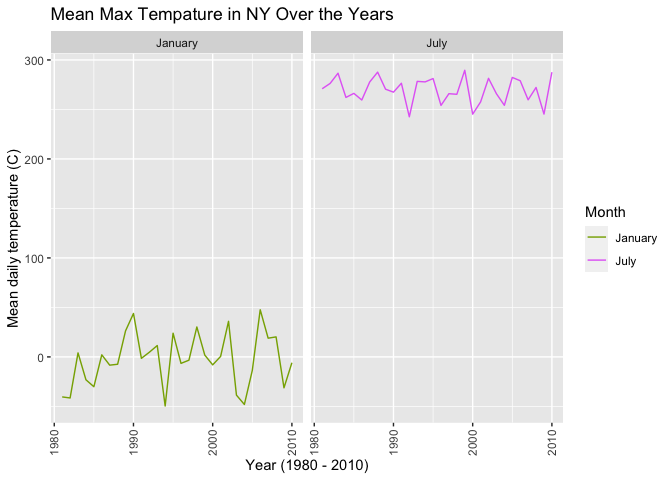 Mean Max Tempature in NY Over the Years
January
July
Mean daily temperature (C)
300
200
100
0
1980
1990
2000
2010
1980
1990
2000
2010
Year (1980 - 2010)
Month
January
July